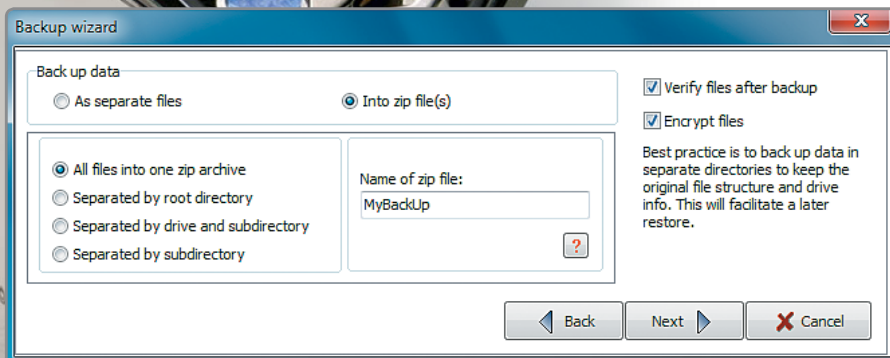 Backup wizard
Back up data
As separate files
Into zip file(s)
Verify files after backup
Encrypt files
All files into one zip archive
Separated by root directory
Separated by drive and subdirectory
Separated by subdirectory
Name of zip file:
MyBackUp
?
Best practice is to back up data in
separate directories to keep the
original file structure and drive
info. This will facilitate a later
restore.
Back
Next
Cancel